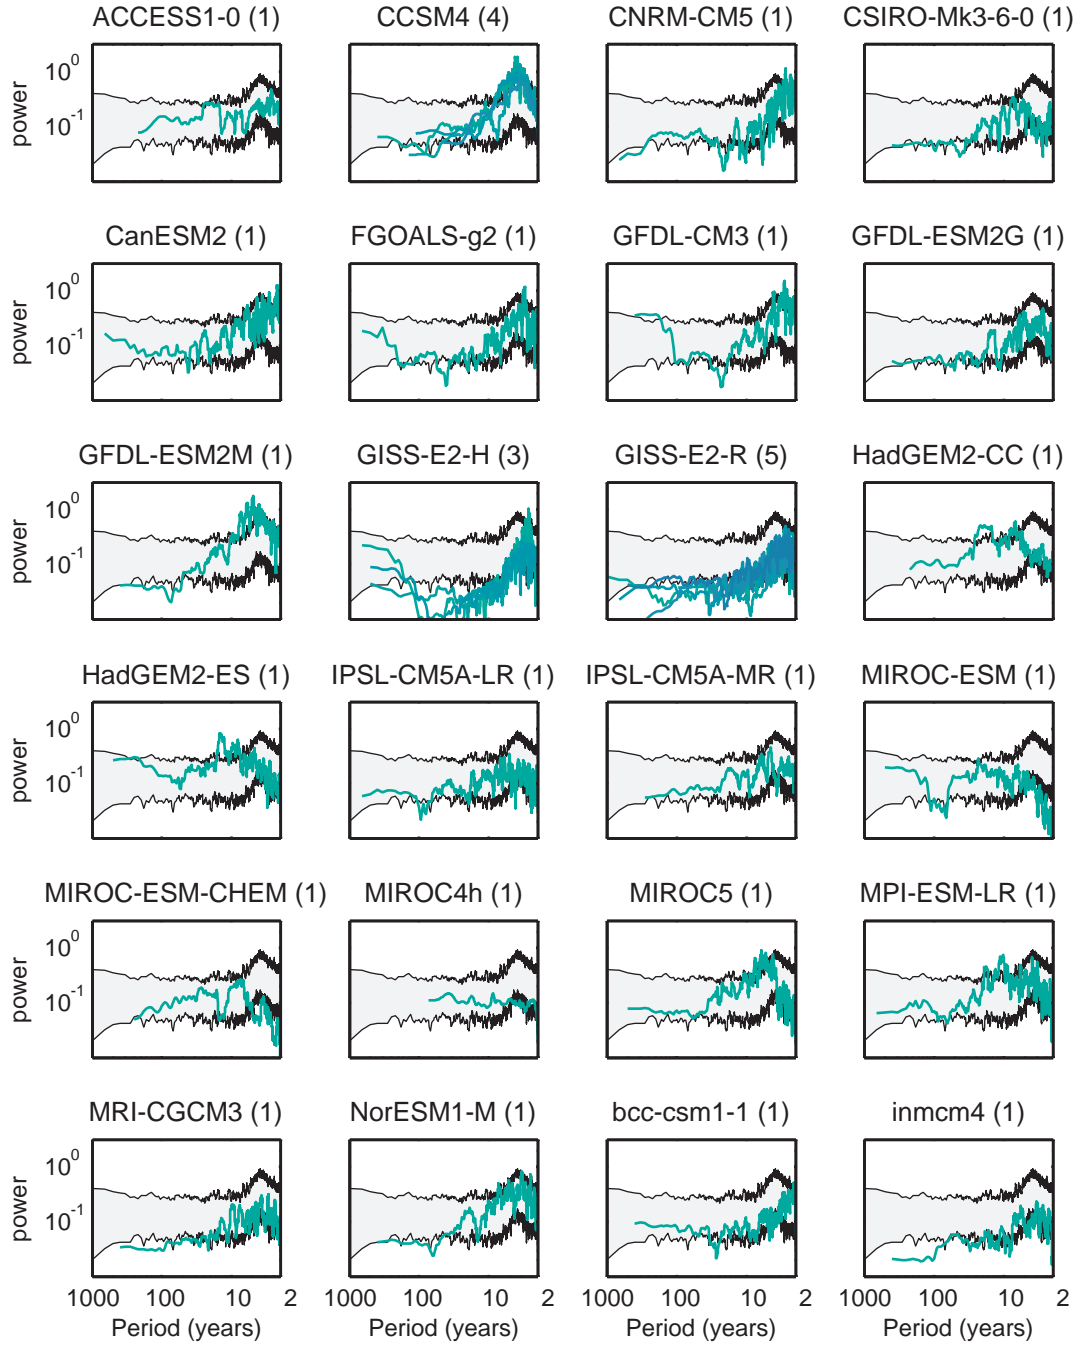 ACCESS1-0 (1) CCSM4 (4) CNRM-CM5 (1) CSIRO-Mk3-6-0 (1)
power 10^0 10^-1
CanESM2 (1) FGOALS-g2 (1) GFDL-CM3 (1) GFDL-ESM2G (1)
power 10^0 10^-1
GFDL-ESM2M (1) GISS-E2-H (3) GISS-E2-R (5) HadGEM2-CC (1)
power 10^0 10^-1
HadGEM2-ES (1) IPSL-CM5A-LR (1) IPSL-CM5A-MR (1) MIROC-ESM (1)
power 10^0 10^-1
MIROC-ESM-CHEM (1) MIROC4h (1) MIROC5 (1) MPI-ESM-LR (1)
power 10^0 10^-1
MRI-CGCM3 (1) NorESM1-M (1) bcc-csm1-1 (1) inmcm4 (1)
power 10^0 10^-1
1000 100 10 2 1000 100 10 2 1000 100 10 2 1000 100 10 2
Period (years) Period (years) Period (years) Period (years)